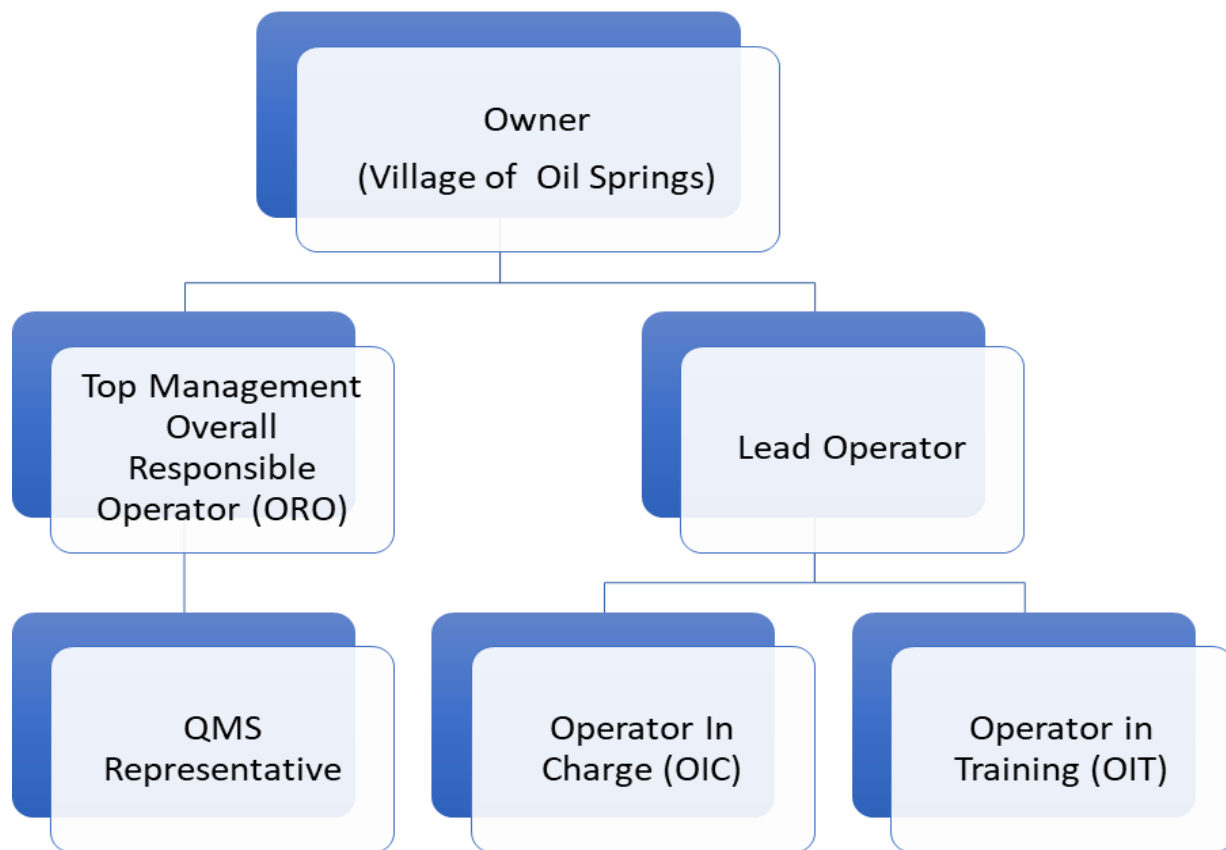 Owner
(Village of Oil Springs)
Top Management
Overall
Responsible
Operator (ORO)
Lead Operator
QMS
Representative
Operator In
Charge (OIC)
Operator in
Training (OIT)